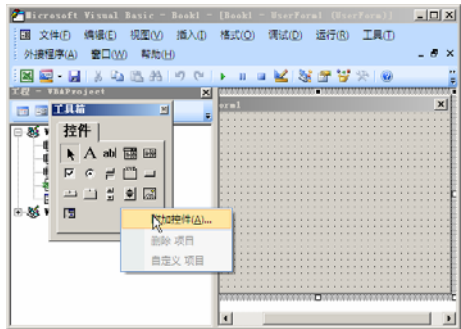 Microsoft Visual Basic - Book1 - [Book1 - UserForm1 (UserForm)]
文件(F) 编辑(E) 视图(V) 插入(I) 格式(O) 调试(D) 运行(R) 工具(T)
外接程序(A) 窗口(W) 帮助(H)
工程 - VBAProject
工具箱
控件
A abl
附加控件(A)...
删除 项目
自定义 项目